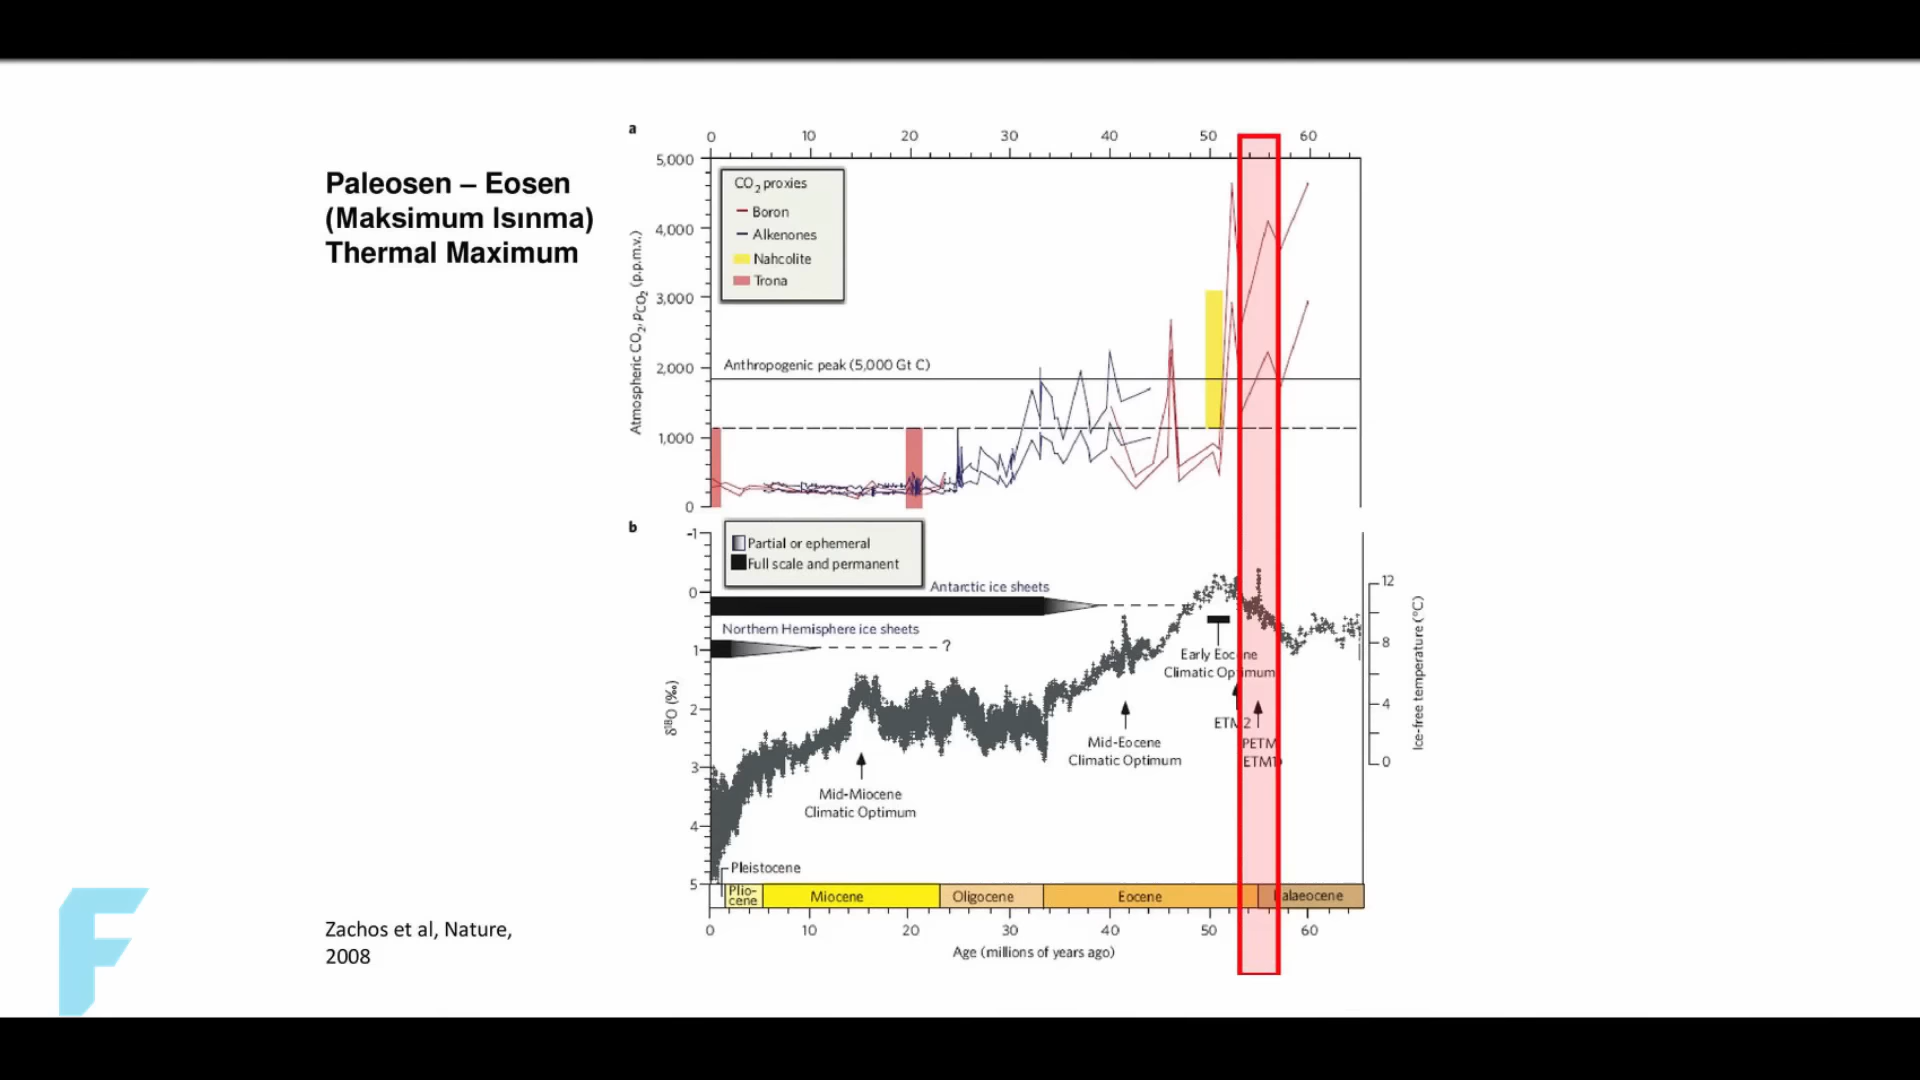 Paleosen – Eosen
(Maksimum Isınma)
Thermal Maximum
a
0 10 20 30 40 50 60
5,000
4,000
3,000
2,000
1,000
0
Atmospheric CO2, pCO2 (p.p.m.v.)
CO2 proxies
Boron
Alkenones
Nahcolite
Trona
Anthropogenic peak (5,000 Gt C)
b
-1
0
1
2
3
4
5
δ18O (‰)
Partial or ephemeral
Full scale and permanent
Antarctic ice sheets
Northern Hemisphere ice sheets
?
Early Eocene
Climatic Optimum
ETM2
PETM
ETM1
Mid-Eocene
Climatic Optimum
Mid-Miocene
Climatic Optimum
12
8
4
0
Ice-free temperature (°C)
Pleistocene
Plio-
cene
Miocene Oligocene Eocene Palaeocene
0 10 20 30 40 50 60
Age (millions of years ago)
Zachos et al, Nature,
2008
F